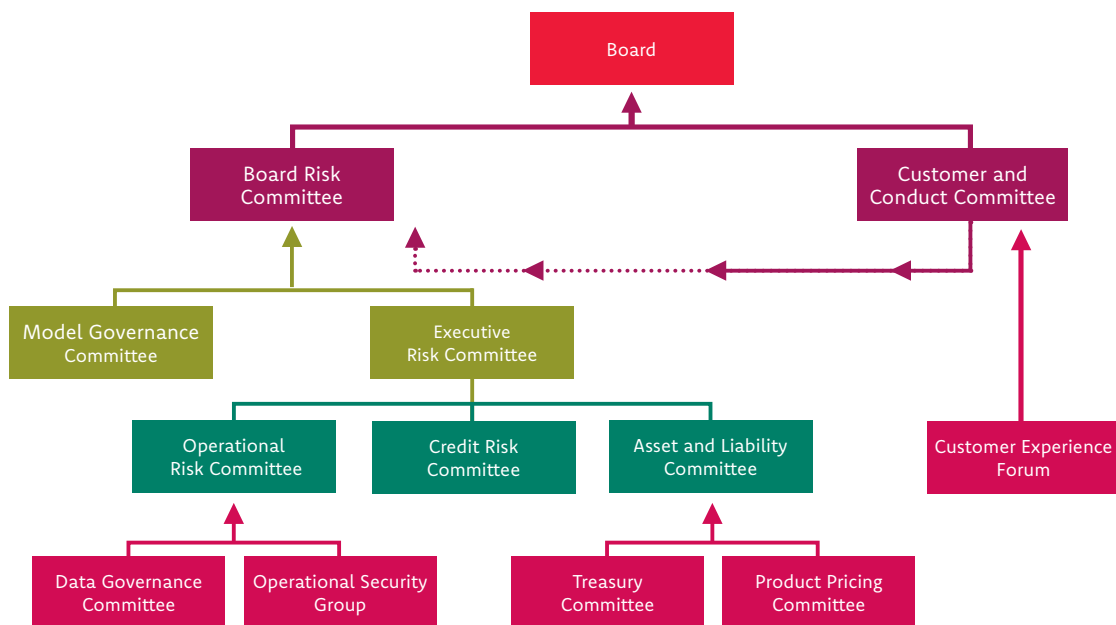 Board
Board Risk
Committee
Customer and
Conduct Committee
Model Governance
Committee
Executive
Risk Committee
Operational
Risk Committee
Credit Risk
Committee
Asset and Liability
Committee
Customer Experience
Forum
Data Governance
Committee
Operational Security
Group
Treasury
Committee
Product Pricing
Committee